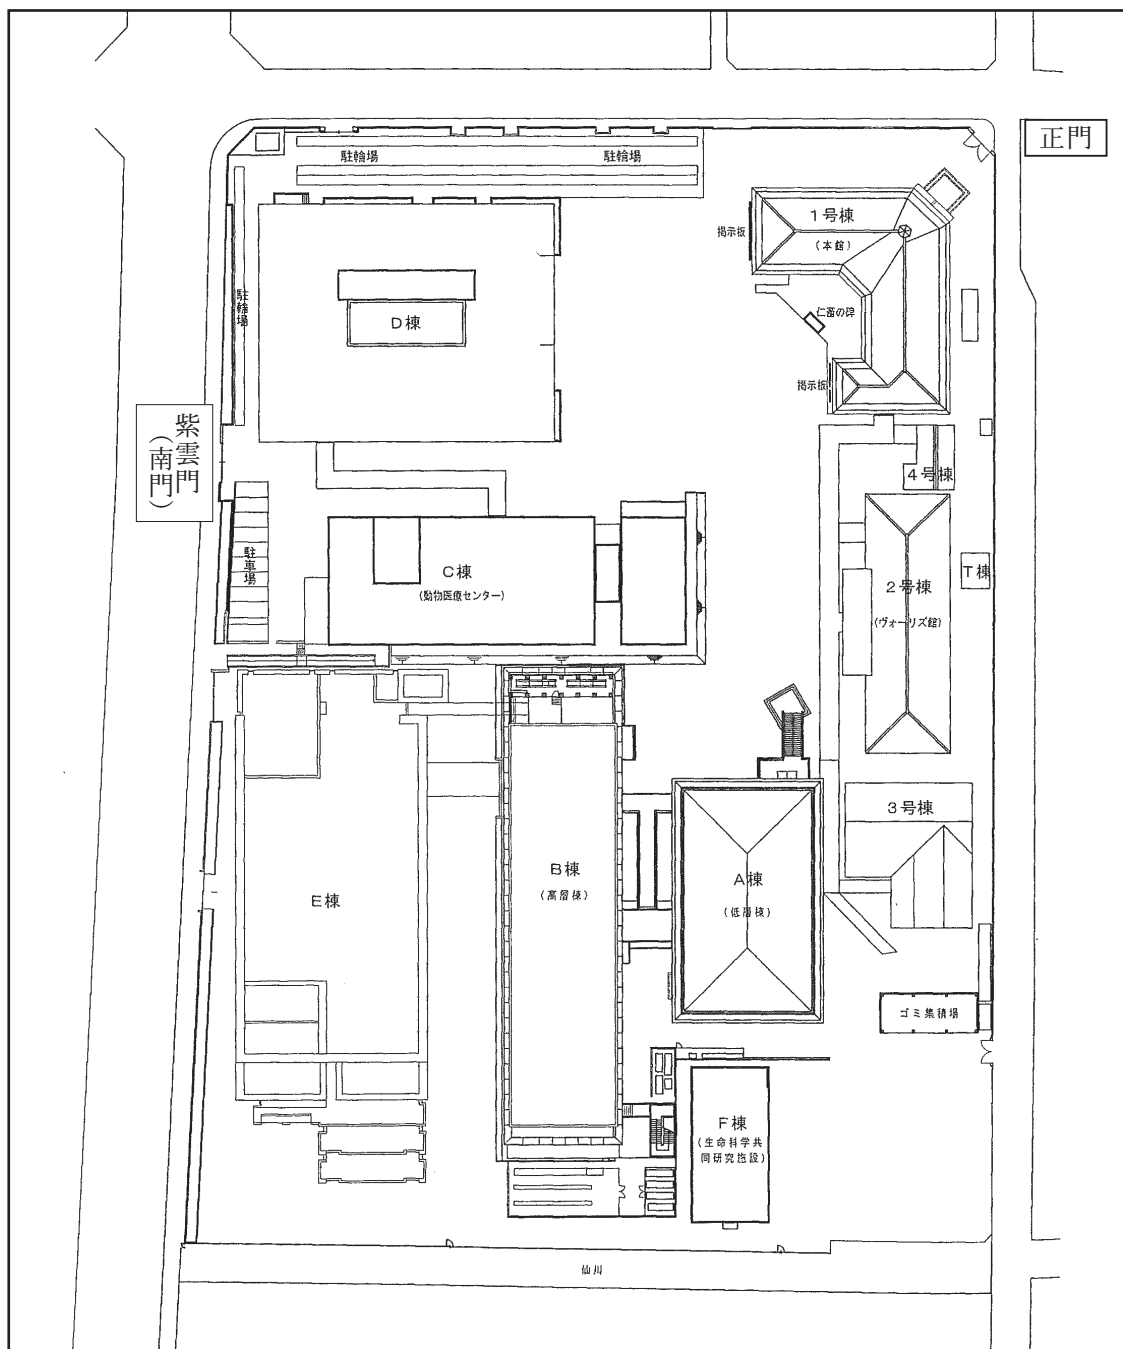 正門
駐輪場
駐輪場
1号棟
(本館)
掲示板
駐輪場
D棟
仁畜の碑
掲示板
紫雲門
(南門)
4号棟
駐車場
C棟
(動物医療センター)
2号棟
(ヴォーリズ館)
T棟
3号棟
B棟
(高層棟)
A棟
(低層棟)
E棟
ゴミ集積場
F棟
(生命科学共
同研究施設)
仙川